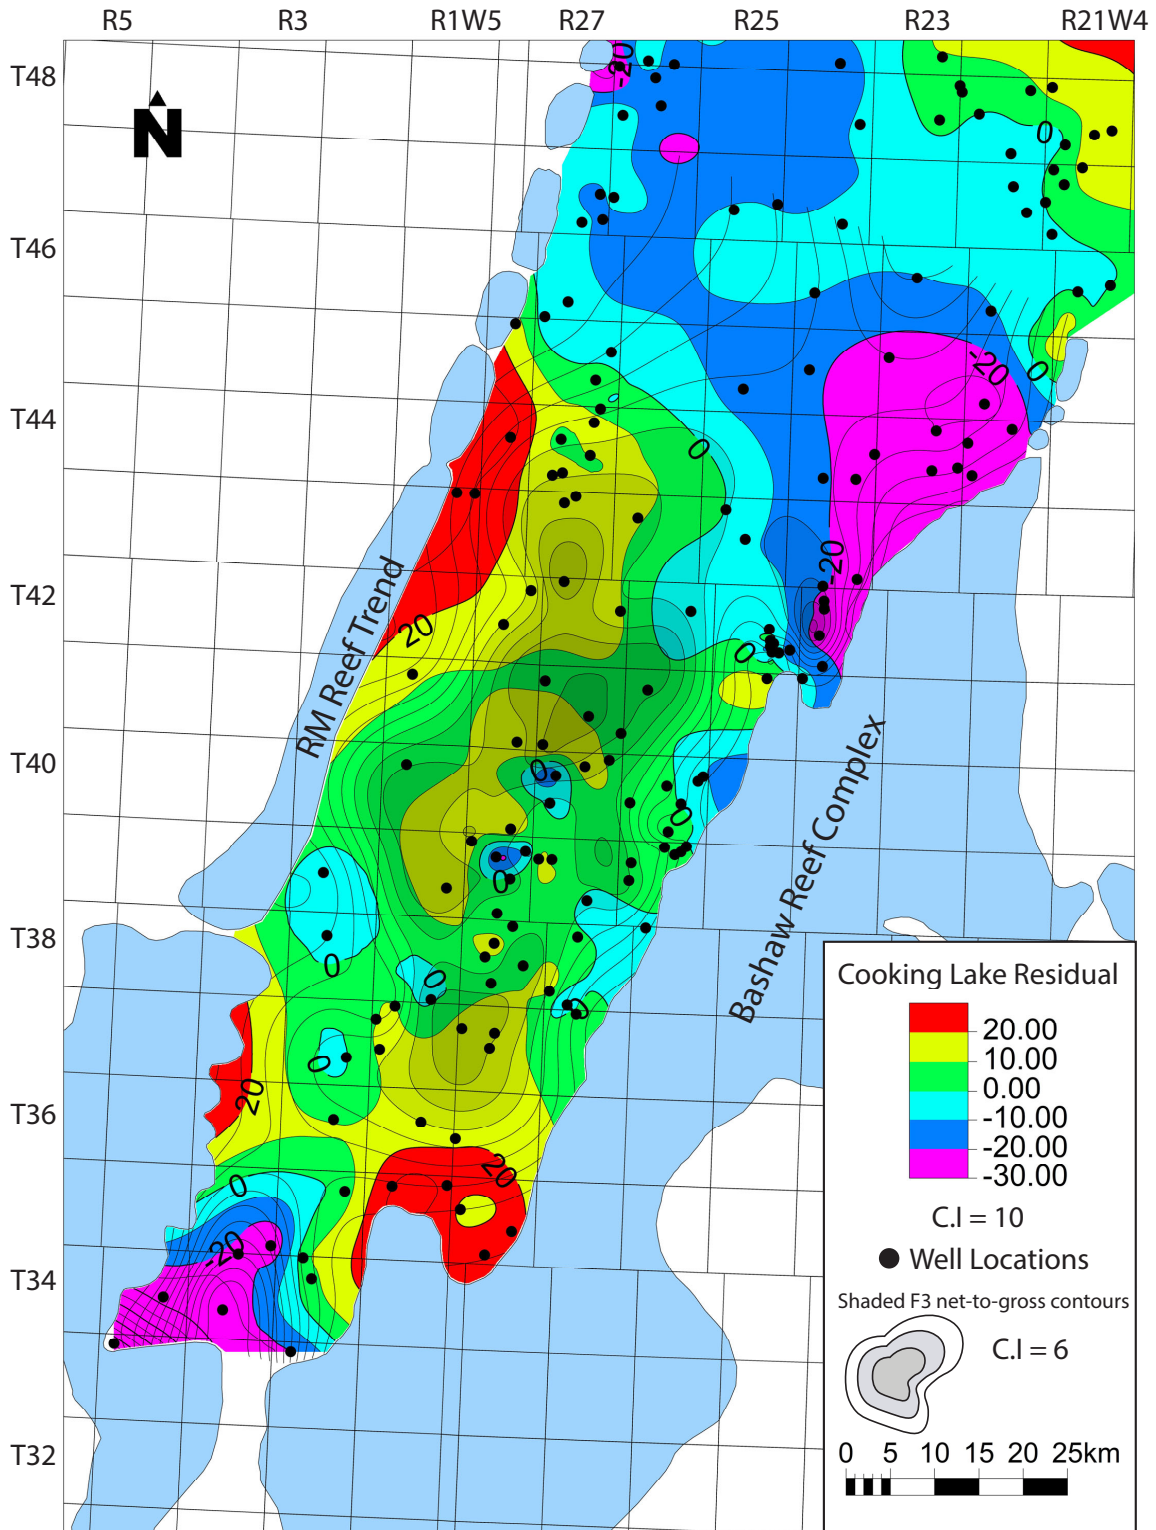 R5 R3 R1W5 R27 R25 R23 R21W4
T48
-20
N
0
T46
-20
0
T44
0
-20
T42
20
0
RM Reef Trend
T40
0
0
Bashaw Reef Complex
0
T38
0
0
0
0
20
T36
20
0
-20
T34
T32
Cooking Lake Residual
20.00
10.00
0.00
-10.00
-20.00
-30.00
C.I = 10
Well Locations
Shaded F3 net-to-gross contours
C.I = 6
0 5 10 15 20 25km